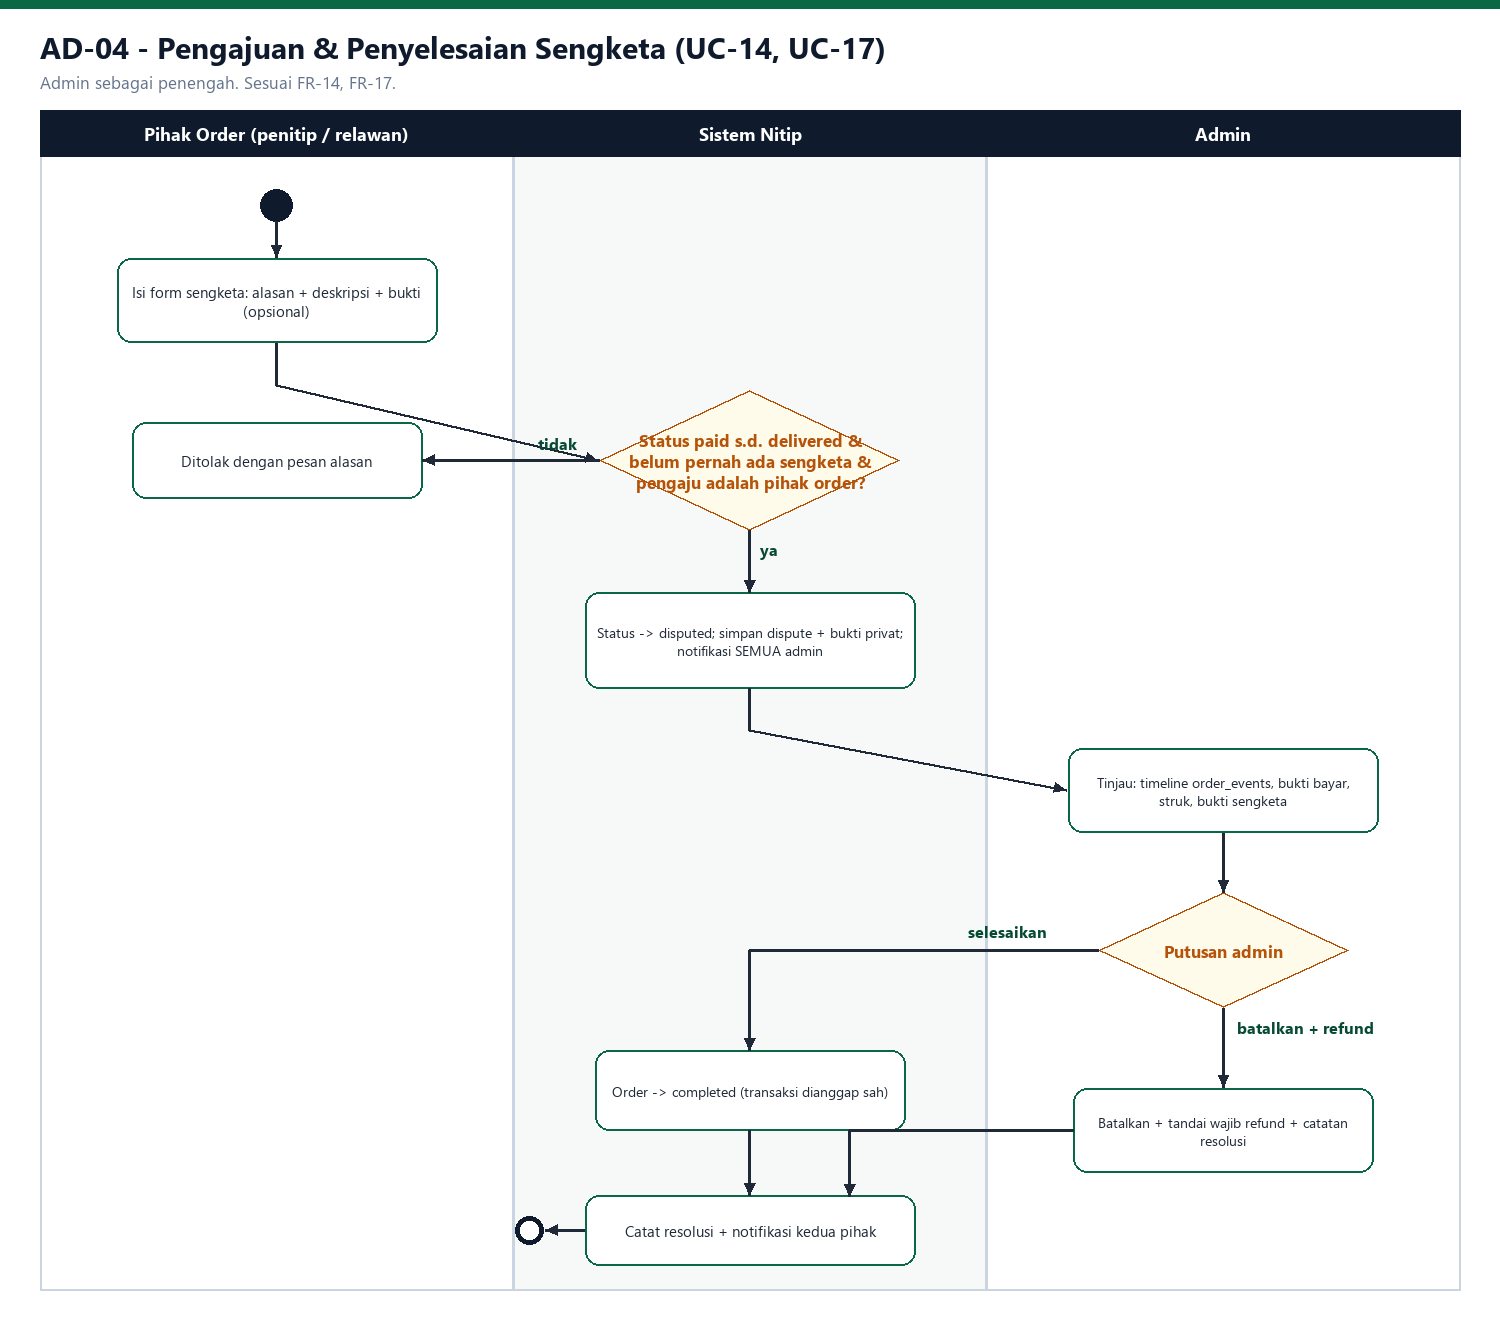 AD-04 - Pengajuan & Penyelesaian Sengketa (UC-14, UC-17)
Admin sebagai penengah. Sesuai FR-14, FR-17.
Pihak Order (penitip / relawan)
Sistem Nitip
Admin
Isi form sengketa: alasan + deskripsi + bukti
(opsional)
Ditolak dengan pesan alasan
tidak
Status paid s.d. delivered &
belum pernah ada sengketa &
pengaju adalah pihak order?
ya
Status -> disputed; simpan dispute + bukti privat;
notifikasi SEMUA admin
Tinjau: timeline order_events, bukti bayar,
struk, bukti sengketa
selesaikan
Putusan admin
batalkan + refund
Order -> completed (transaksi dianggap sah)
Batalkan + tandai wajib refund + catatan
resolusi
Catat resolusi + notifikasi kedua pihak